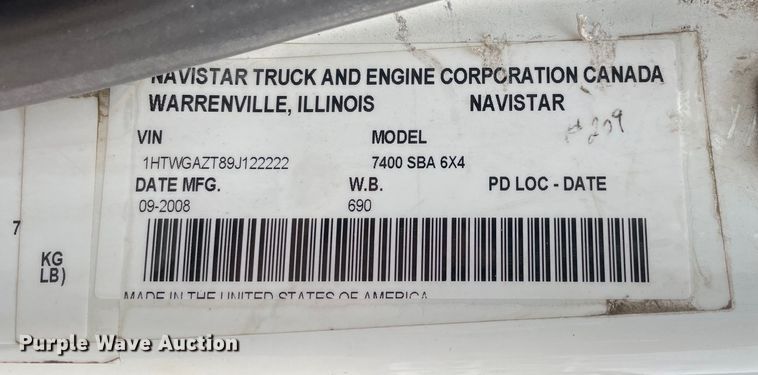 NAVISTAR TRUCK AND ENGINE CORPORATION CANADA
WARRENVILLE, ILLINOIS NAVISTAR
#209
VIN MODEL
1HTWGAZT89J122222 7400 SBA 6X4
DATE MFG. W.B. PD LOC - DATE
09-2008 690
7
KG
LB)
MADE IN THE UNITED STATES OF AMERICA
Purple Wave Auction